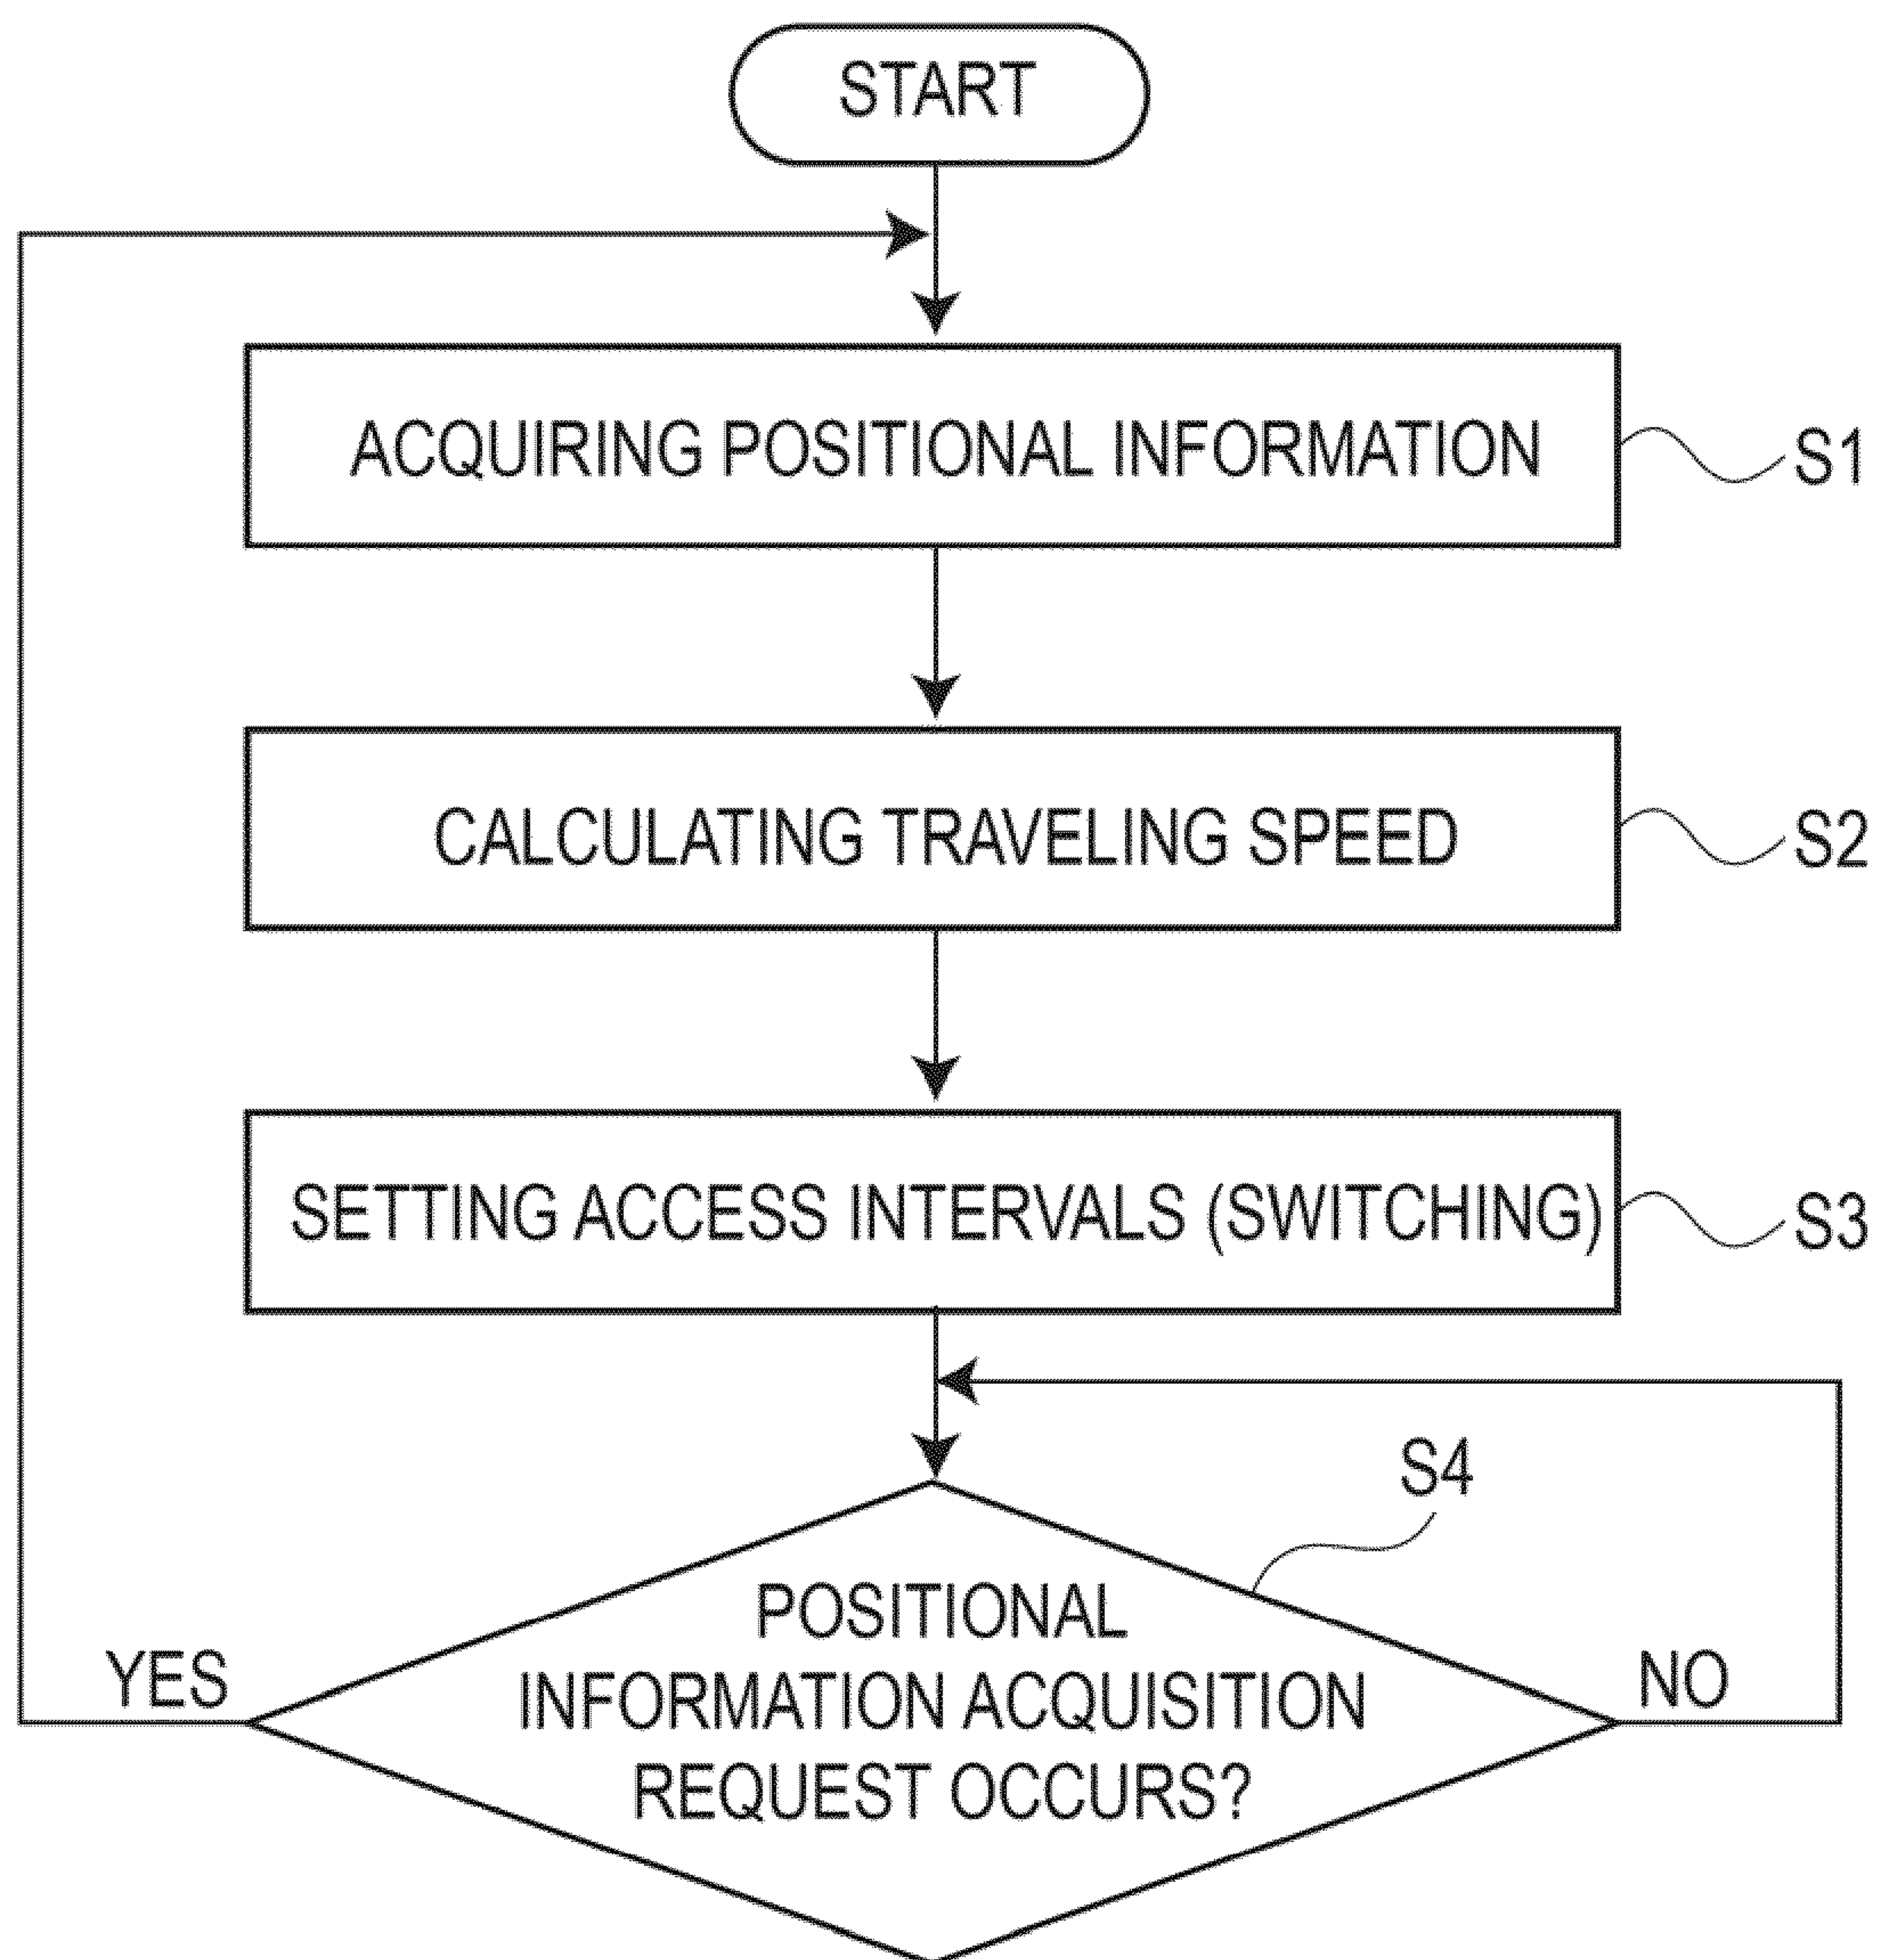 START
ACQUIRING POSITIONAL INFORMATION
S1
CALCULATING TRAVELING SPEED
S2
SETTING ACCESS INTERVALS (SWITCHING)
S3
S4
POSITIONAL
INFORMATION ACQUISITION
REQUEST OCCURS?
YES
NO